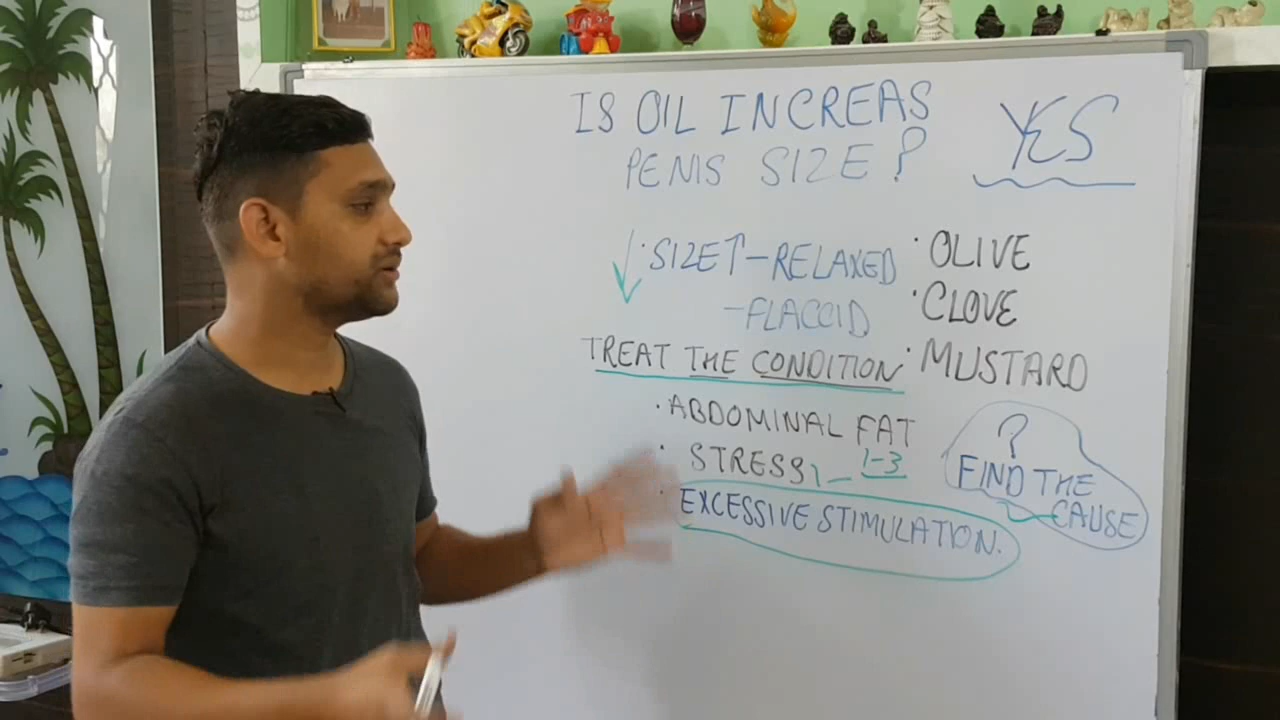 IS OIL INCREAS
PENIS SIZE?
YES
↓ · SIZE↑ - RELAXED
- FLACCID
· OLIVE
· CLOVE
· MUSTARD
TREAT THE CONDITION
· ABDOMINAL FAT
· STRESS
1-3
· EXCESSIVE STIMULATION.
?
FIND THE
CAUSE